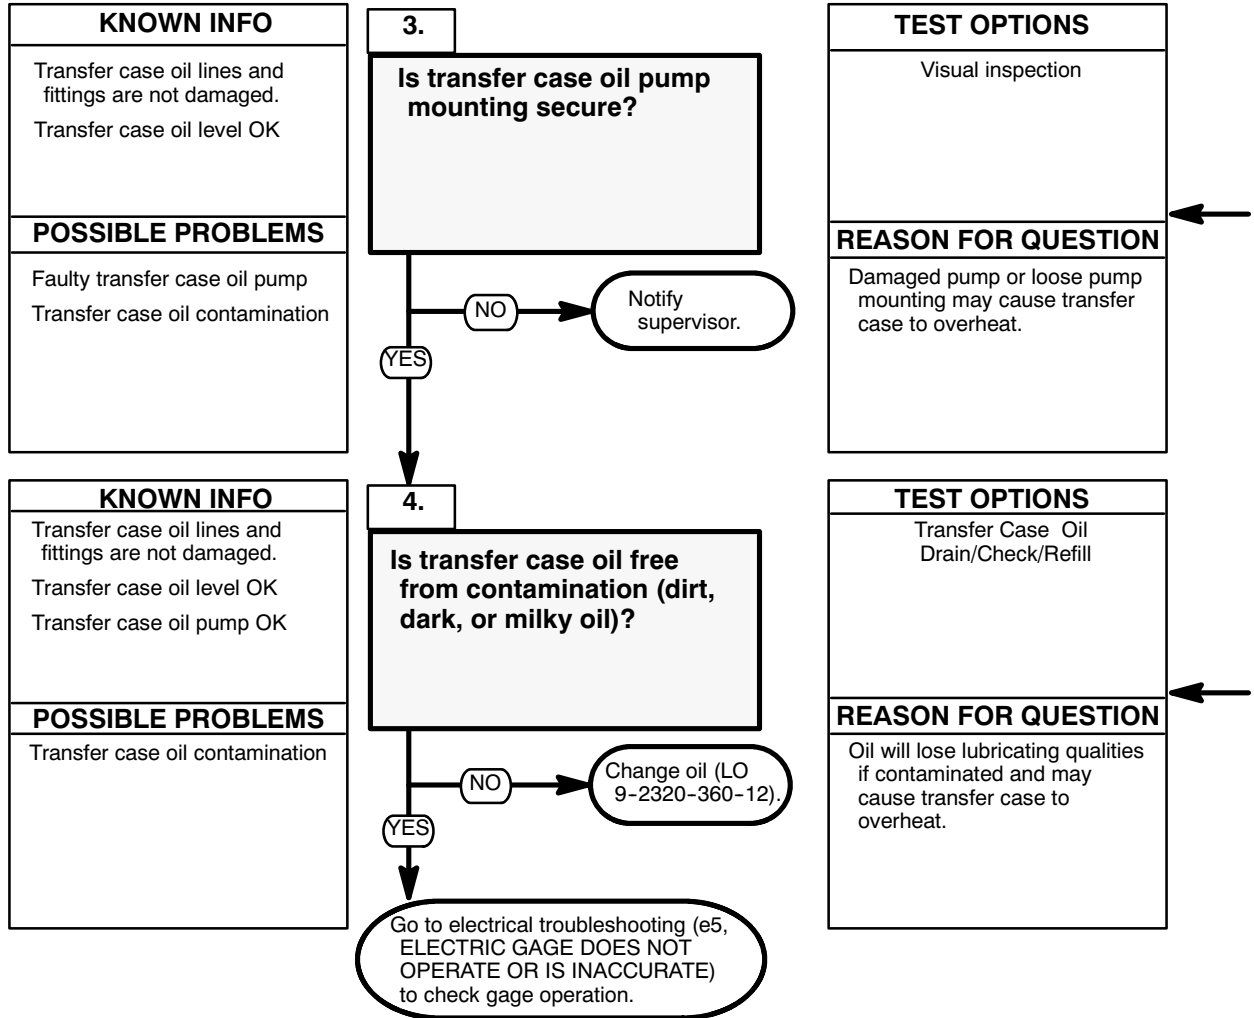 KNOWN INFO
Transfer case oil lines and
fittings are not damaged.
Transfer case oil level OK
POSSIBLE PROBLEMS
Faulty transfer case oil pump
Transfer case oil contamination
3.
Is transfer case oil pump
mounting secure?
NO
Notify
supervisor.
YES
TEST OPTIONS
Visual inspection
REASON FOR QUESTION
Damaged pump or loose pump
mounting may cause transfer
case to overheat.
KNOWN INFO
Transfer case oil lines and
fittings are not damaged.
Transfer case oil level OK
Transfer case oil pump OK
POSSIBLE PROBLEMS
Transfer case oil contamination
4.
Is transfer case oil free
from contamination (dirt,
dark, or milky oil)?
NO
Change oil (LO
9-2320-360-12).
YES
Go to electrical troubleshooting (e5,
ELECTRIC GAGE DOES NOT
OPERATE OR IS INACCURATE)
to check gage operation.
TEST OPTIONS
Transfer Case Oil
Drain/Check/Refill
REASON FOR QUESTION
Oil will lose lubricating qualities
if contaminated and may
cause transfer case to
overheat.